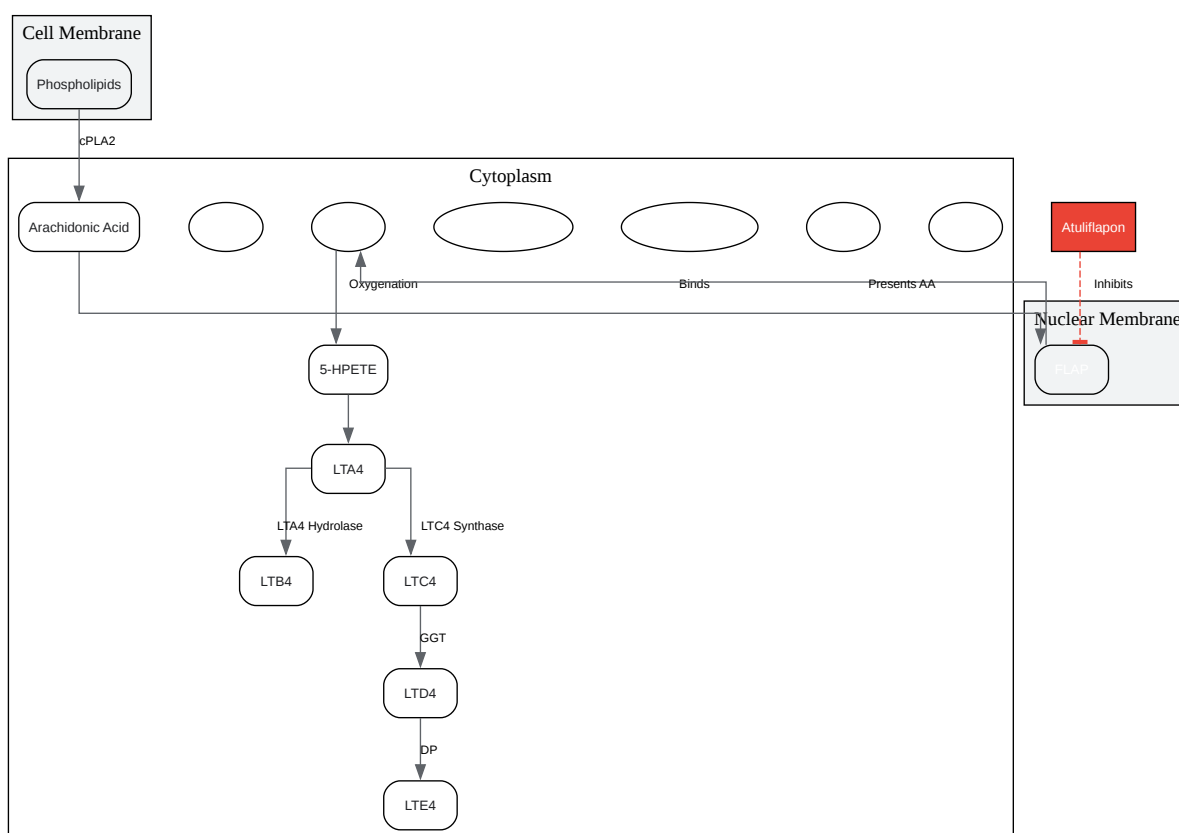 Cell Membrane
Phospholipids
cPLA2
Cytoplasm
Arachidonic Acid
Atuliflapon
Oxygenation
Binds
Presents AA
Inhibits
Nuclear Membrane
5-HPETE
FLAP
LTA4
LTA4 Hydrolase
LTC4 Synthase
LTB4
LTC4
GGT
LTD4
DP
LTE4